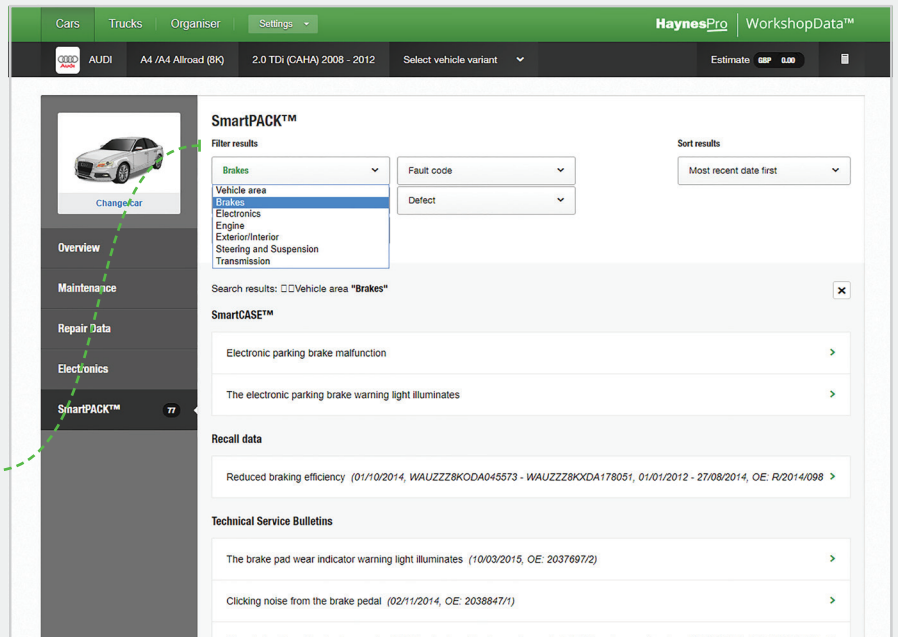 Cars Trucks Organiser Settings HaynesPro WorkshopData™
Audi AUDI A4 /A4 Allroad (8K) 2.0 TDi (CAHA) 2008 - 2012 Select vehicle variant Estimate GBP 0.00
SmartPACK™
Filter results Sort results
Brakes Fault code Most recent date first
Vehicle area
Brakes Defect
Electronics
Engine
Exterior/Interior
Steering and Suspension
Transmission
Change car
Overview
Maintenance
Repair Data
Electronics
SmartPACK™ 77
Search results: □□Vehicle area "Brakes"
SmartCASE™
Electronic parking brake malfunction
The electronic parking brake warning light illuminates
Recall data
Reduced braking efficiency (01/10/2014, WAUZZZ8KODA045573 - WAUZZZ8KXDA178051, 01/01/2012 - 27/08/2014, OE: R/2014/098
Technical Service Bulletins
The brake pad wear indicator warning light illuminates (10/03/2015, OE: 2037697/2)
Clicking noise from the brake pedal (02/11/2014, OE: 2038847/1)